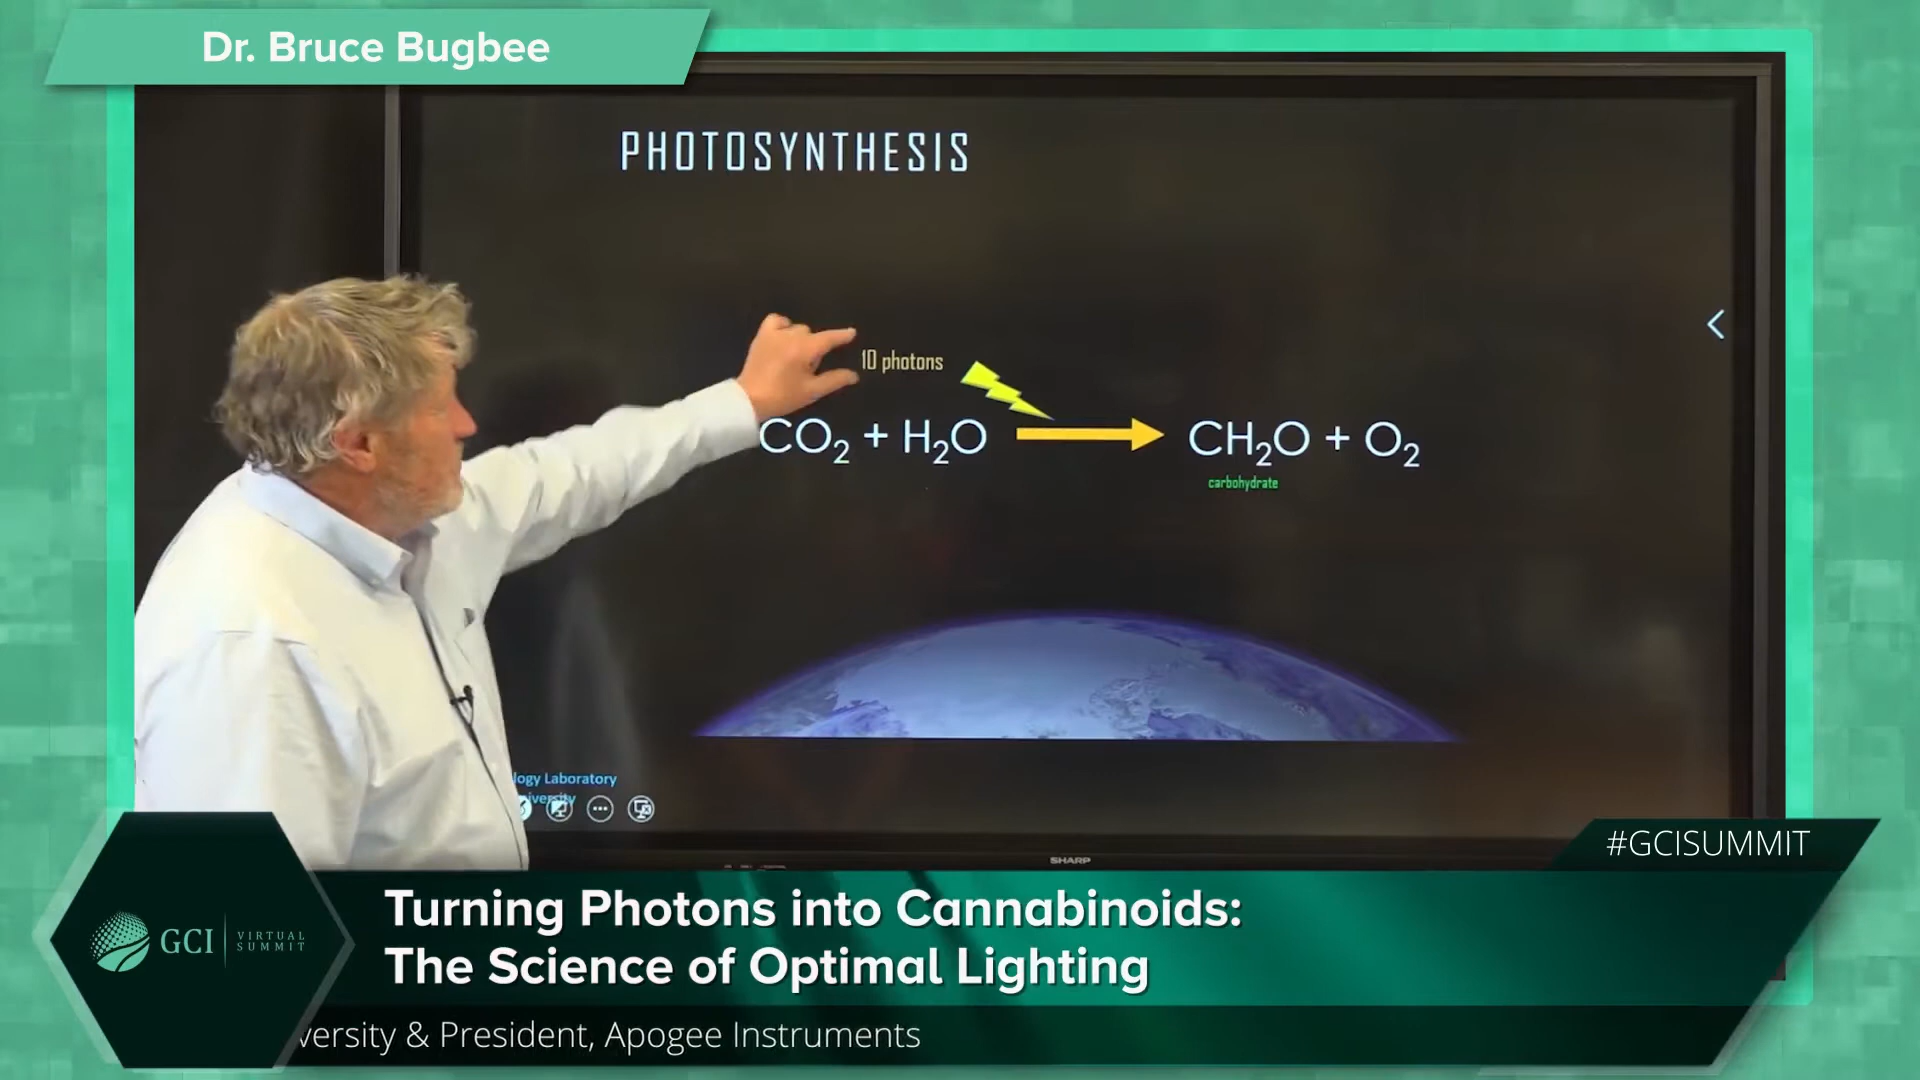 Dr. Bruce Bugbee
PHOTOSYNTHESIS
10 photons
CO₂ + H₂O
CH₂O + O₂
carbohydrate
logy Laboratory
iversity
SHARP
#GCISUMMIT
Turning Photons into Cannabinoids:
The Science of Optimal Lighting
GCI
VIRTUAL
SUMMIT
versity & President, Apogee Instruments